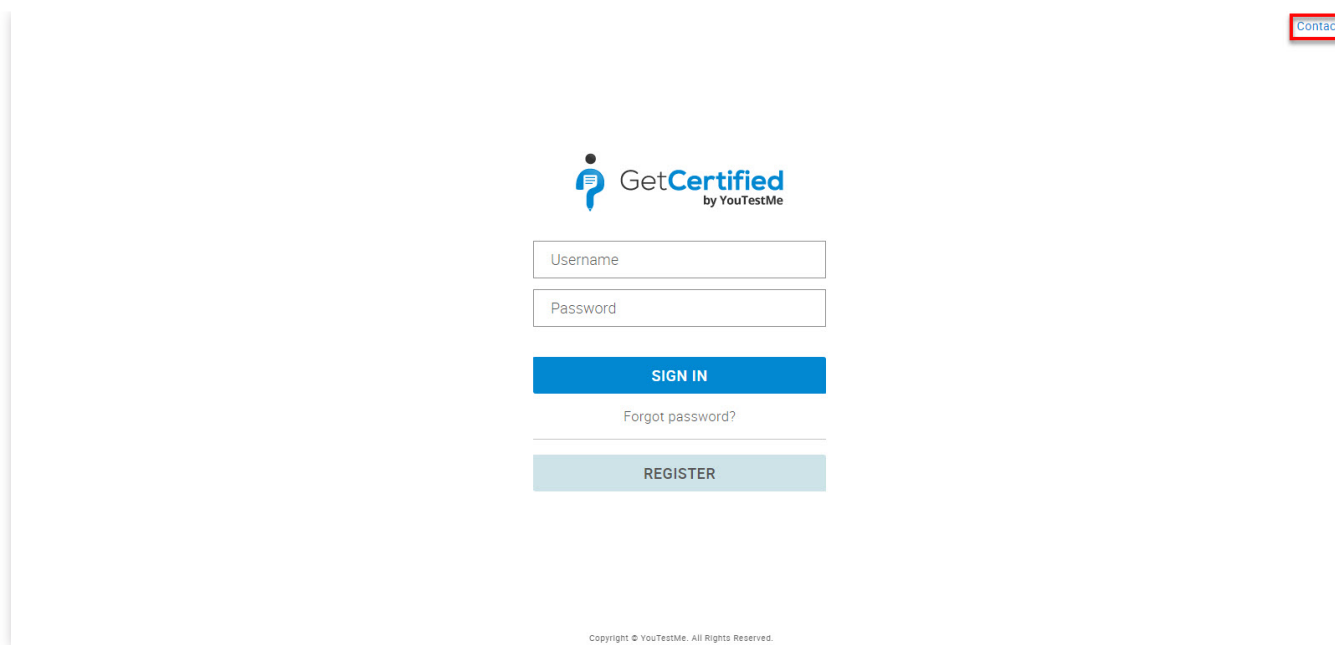 Contac
GetCertified
by YouTestMe
Username
Password
SIGN IN
Forgot password?
REGISTER
Copyright © YouTestMe. All Rights Reserved.